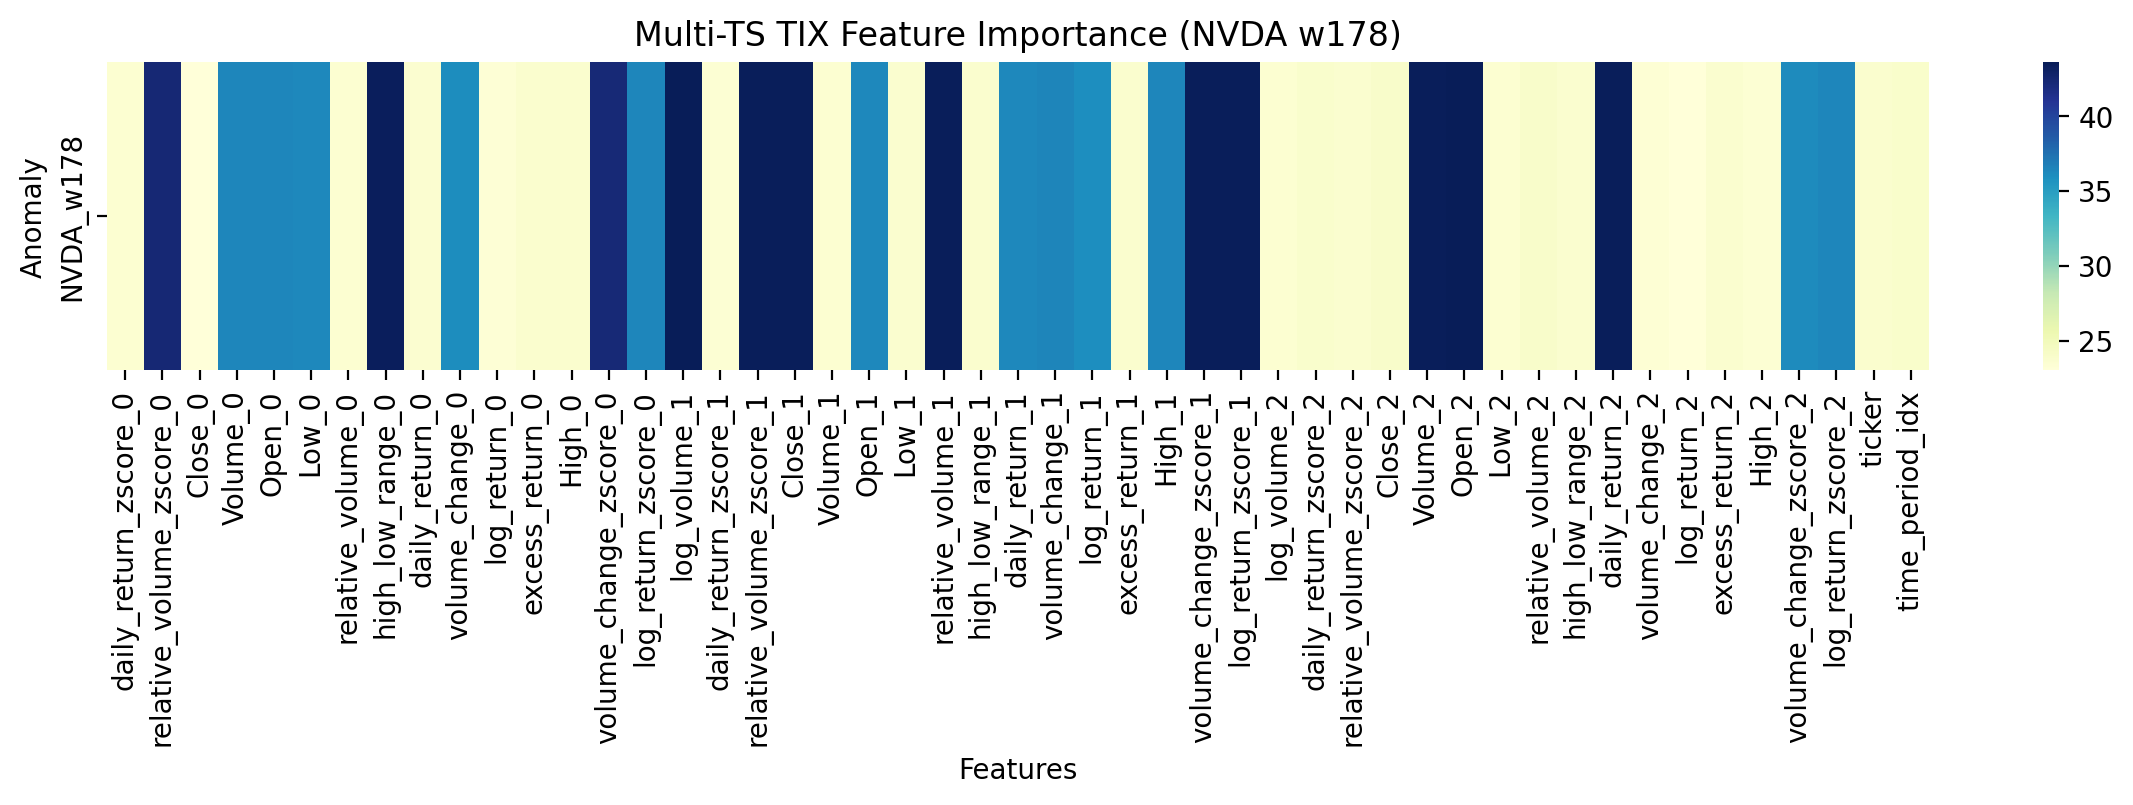 Multi-TS TIX Feature Importance (NVDA w178)
Anomaly
NVDA_w178
40
35
30
25
daily_return_zscore_0
relative_volume_zscore_0
Close_0
Volume_0
Open_0
Low_0
relative_volume_0
high_low_range_0
daily_return_0
volume_change_0
log_return_0
excess_return_0
High_0
volume_change_zscore_0
log_return_zscore_0
log_volume_1
daily_return_zscore_1
relative_volume_zscore_1
Close_1
Volume_1
Open_1
Low_1
relative_volume_1
high_low_range_1
daily_return_1
volume_change_1
log_return_1
excess_return_1
High_1
volume_change_zscore_1
log_return_zscore_1
log_volume_2
daily_return_zscore_2
relative_volume_zscore_2
Close_2
Volume_2
Open_2
Low_2
relative_volume_2
high_low_range_2
daily_return_2
volume_change_2
log_return_2
excess_return_2
High_2
volume_change_zscore_2
log_return_zscore_2
ticker
time_period_idx
Features